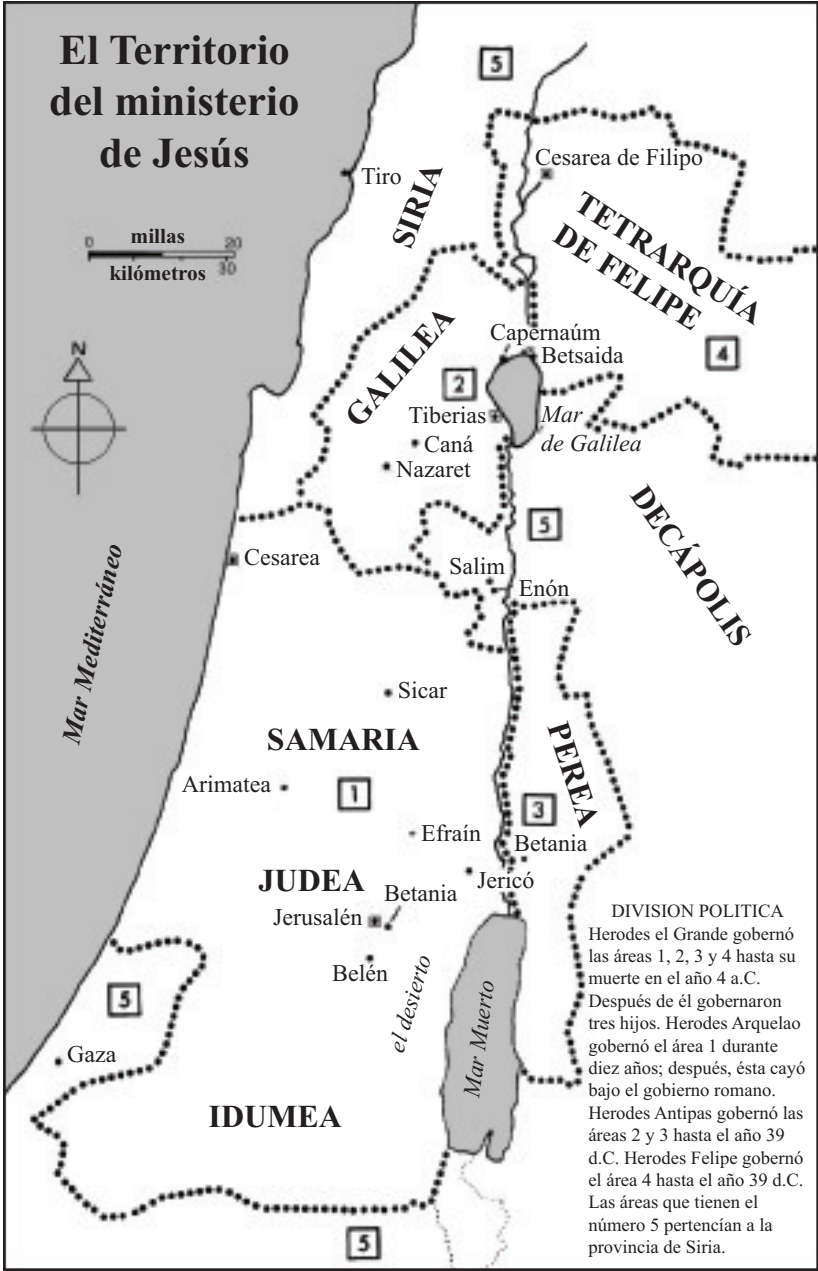 El Territorio
del ministerio
de Jesús
0 millas 20
kilómetros 30
N
5
Tiro
SIRIA
Cesarea de Filipo
TETRARQUÍA
DE FELIPE
4
GALILEA
Capernaúm
Betsaida
2
Tiberias
Mar
de Galilea
Caná
Nazaret
DECÁPOLIS
5
Cesarea
Salim
Enón
Mar Mediterráneo
Sicar
SAMARIA
PEREA
Arimatea
1
3
Efraín
Betania
JUDEA
Jericó
Betania
Jerusalén
Belén
el desierto
5
Gaza
Mar Muerto
IDUMEA
5
DIVISION POLITICA
Herodes el Grande gobernó
las áreas 1, 2, 3 y 4 hasta su
muerte en el año 4 a.C.
Después de él gobernaron
tres hijos. Herodes Arquelao
gobernó el área 1 durante
diez años; después, ésta cayó
bajo el gobierno romano.
Herodes Antipas gobernó las
áreas 2 y 3 hasta el año 39
d.C. Herodes Felipe gobernó
el área 4 hasta el año 39 d.C.
Las áreas que tienen el
número 5 pertencían a la
provincia de Siria.